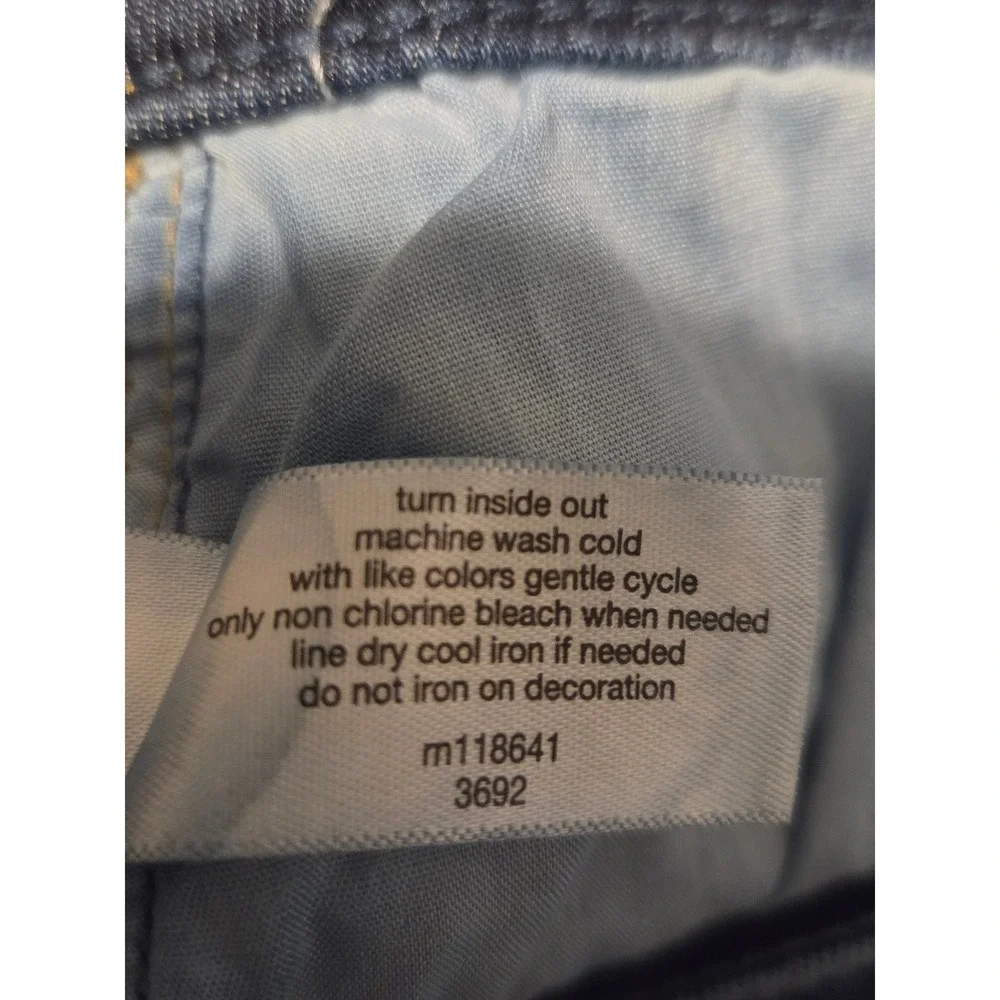 turn inside out
machine wash cold
with like colors gentle cycle
only non chlorine bleach when needed
line dry cool iron if needed
do not iron on decoration
m118641
3692